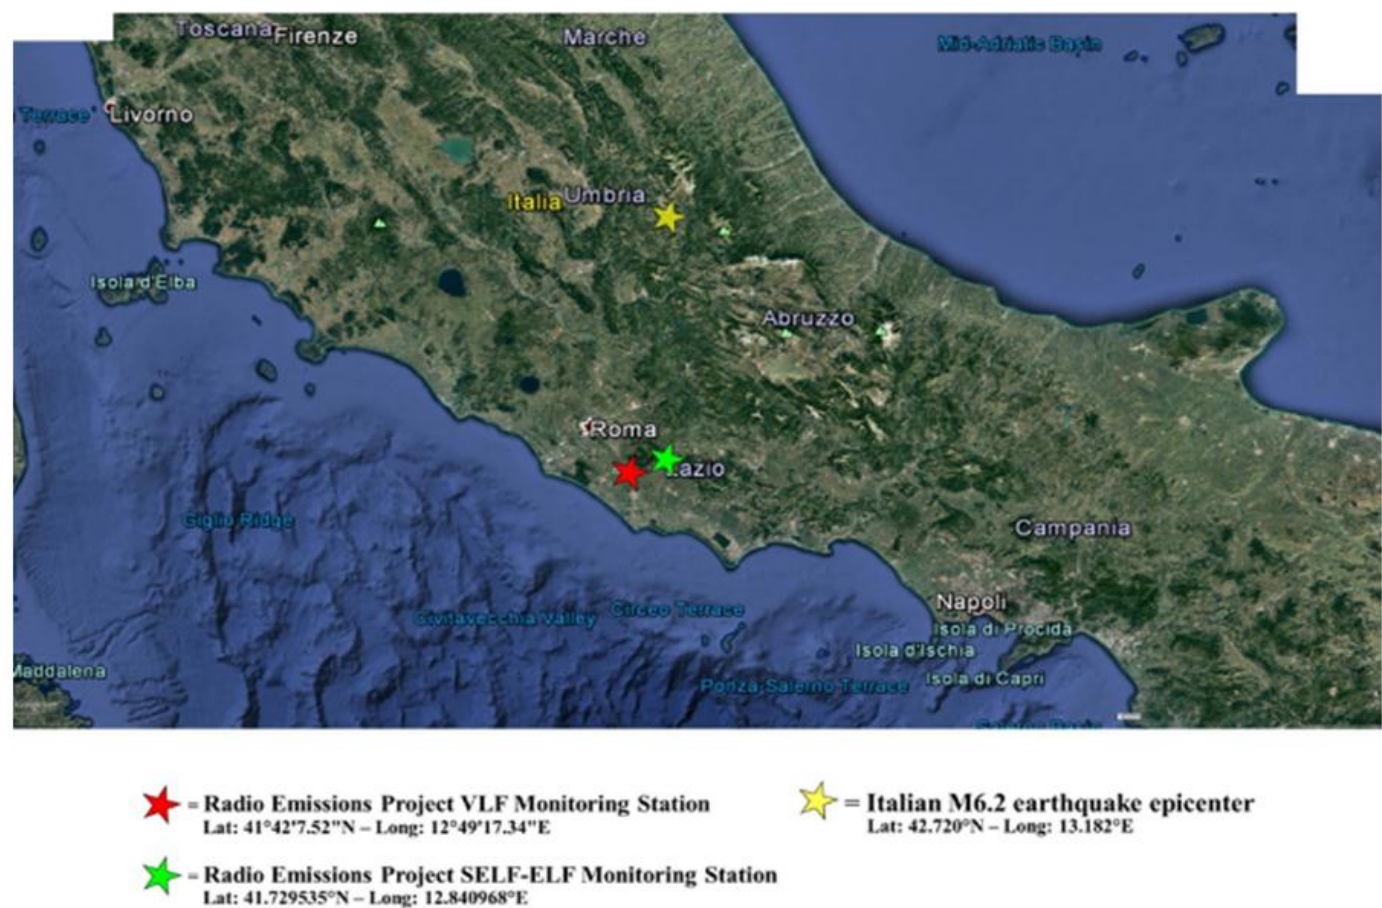 Toscana Firenze
Marche
Mid-Adriatic Basin
Terrace
Livorno
Italia Umbria
Isola d'Elba
Abruzzo
Roma
Lazio
Giglio Ridge
Campania
Civitavecchia Valley
Circeo Terrace
Napoli
Isola di Procida
Isola d'Ischia
Maddalena
Isola di Capri
Ponza-Salerno Terrace
Salerno Basin
= Radio Emissions Project VLF Monitoring Station
Lat: 41°42'7.52"N – Long: 12°49'17.34"E
= Italian M6.2 earthquake epicenter
Lat: 42.720°N – Long: 13.182°E
= Radio Emissions Project SELF-ELF Monitoring Station
Lat: 41.729535°N – Long: 12.840968°E